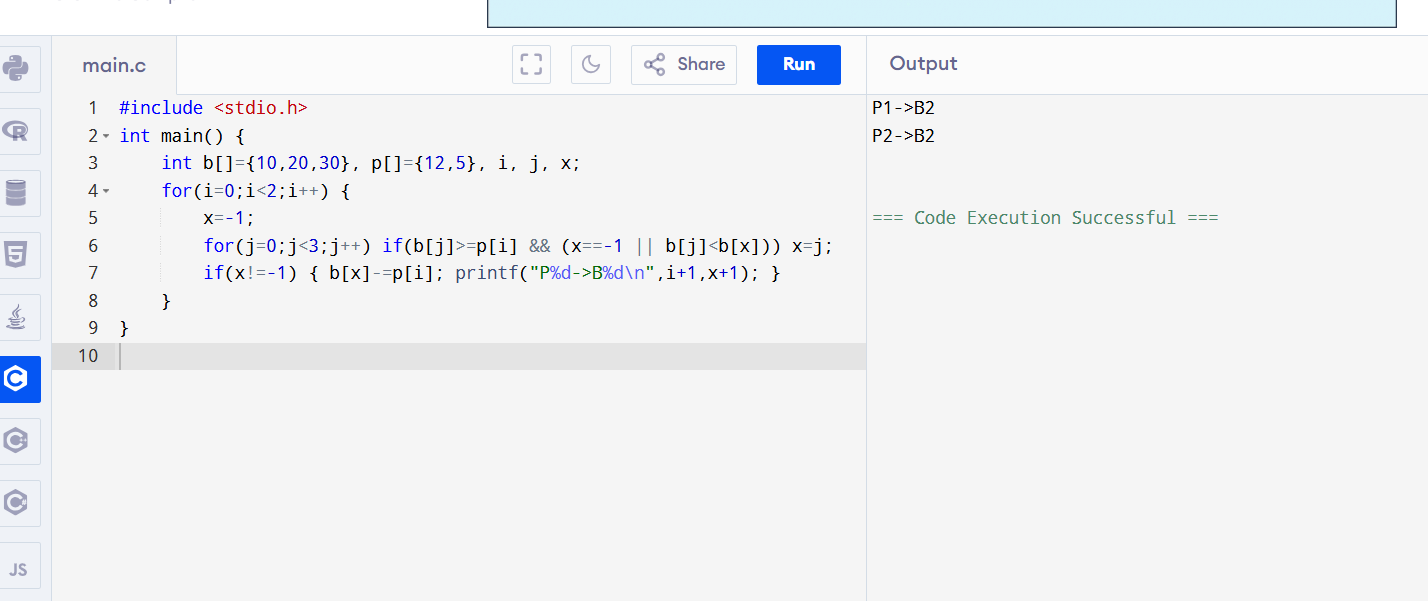 main.c
Share
Run
Output
1 #include <stdio.h>
2 int main() {
3 int b[]={10,20,30}, p[]={12,5}, i, j, x;
4 for(i=0;i<2;i++) {
5 x=-1;
6 for(j=0;j<3;j++) if(b[j]>=p[i] && (x==-1 || b[j]<b[x])) x=j;
7 if(x!=-1) { b[x]-=p[i]; printf("P%d->B%d\n",i+1,x+1); }
8 }
9 }
10
P1->B2
P2->B2
=== Code Execution Successful ===
R
5
C
C
C
JS